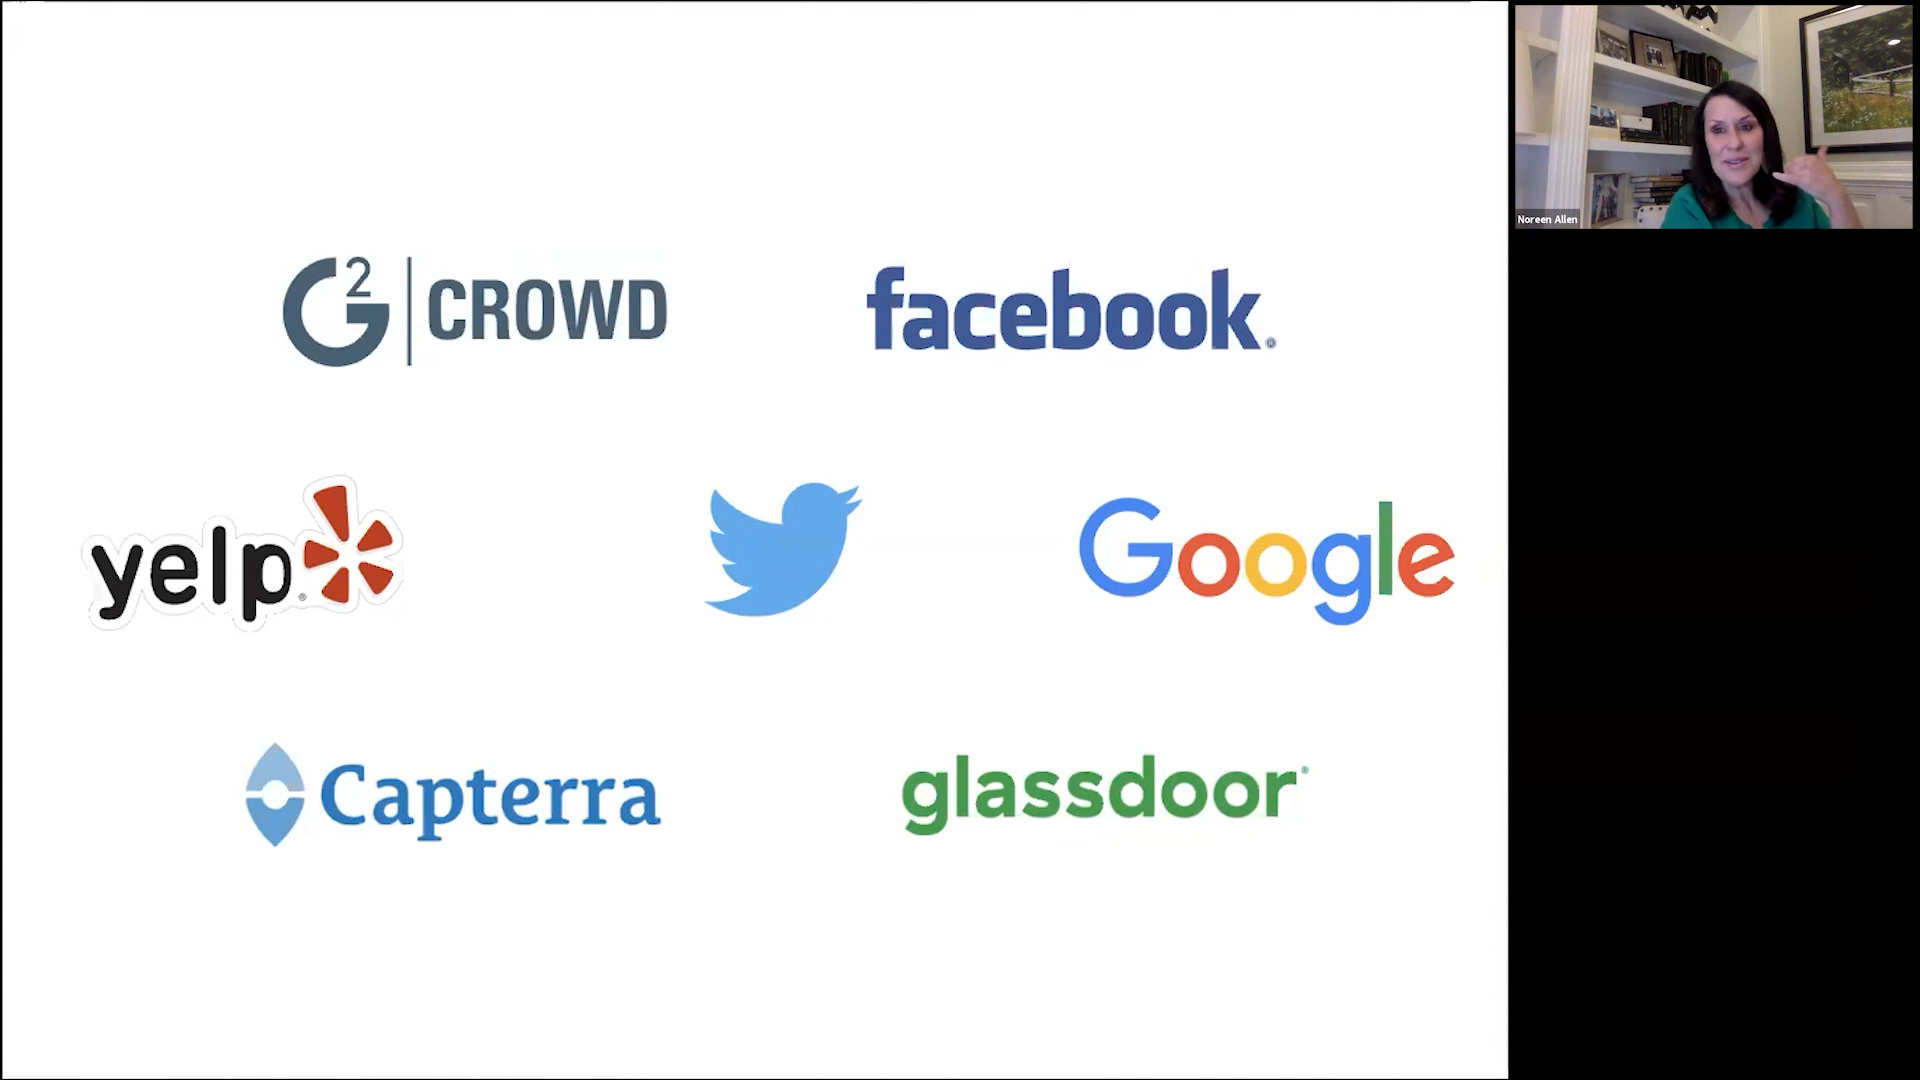 G2 | CROWD
facebook®
yelp®
Google
Capterra
glassdoor®
Noreen Allen